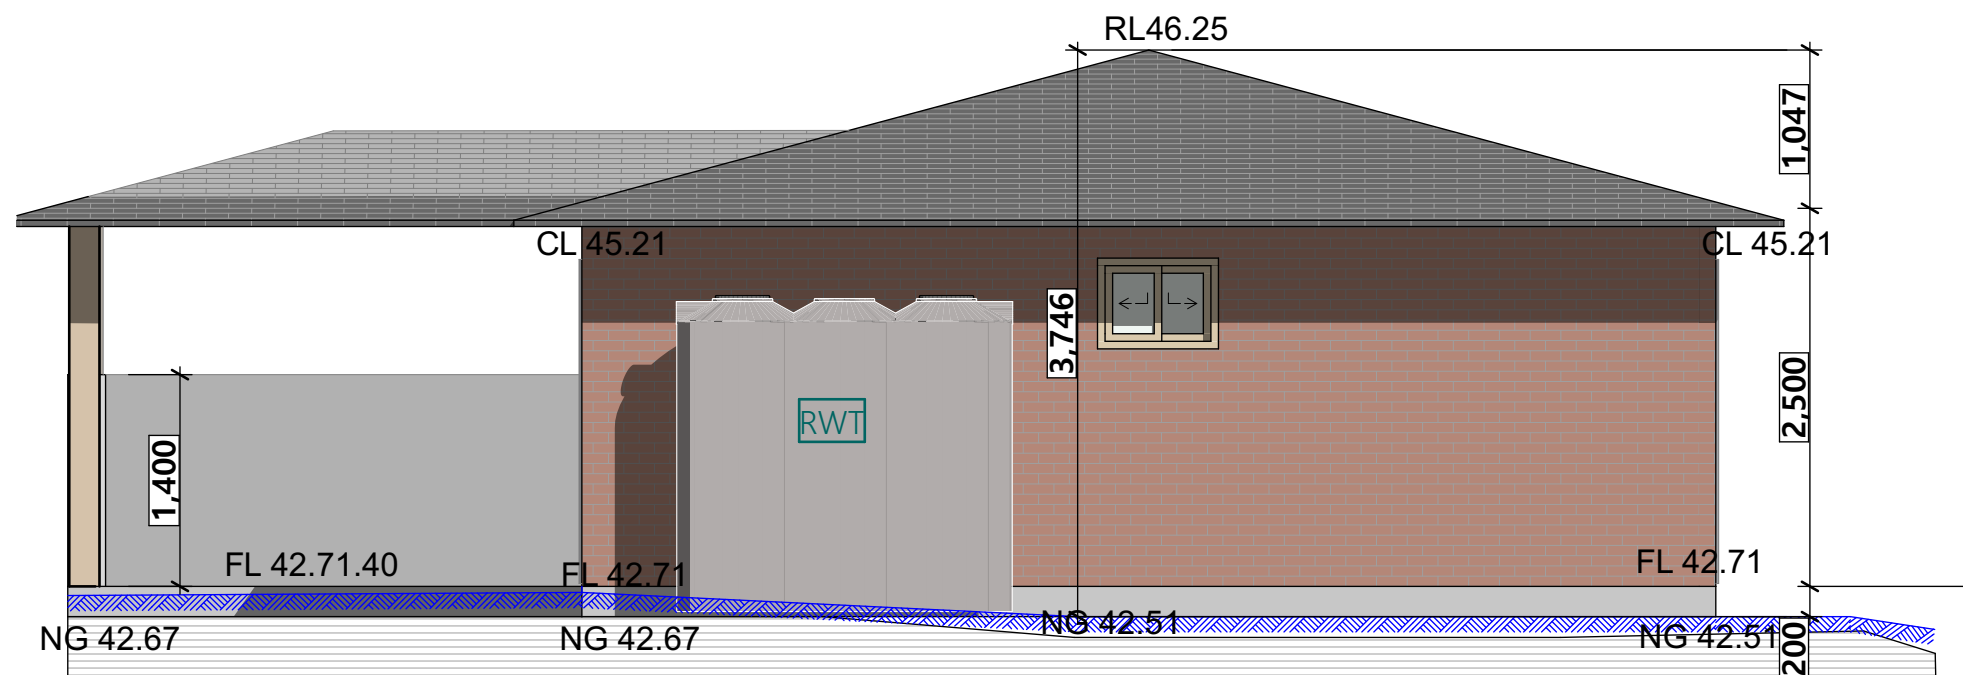 RL46.25
1,047
CL 45.21
CL 45.21
3,746
2,500
RWT
1,400
FL 42.71.40
FL 42.71
FL 42.71
NG 42.67
NG 42.67
NG 42.51
NG 42.51
200